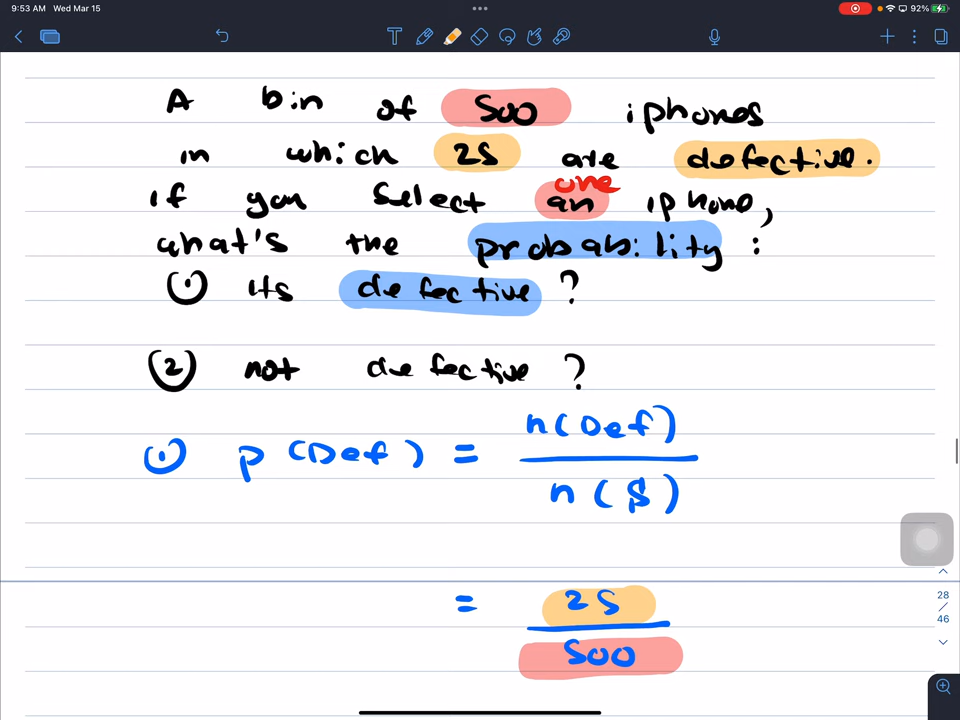 9:53 AM Wed Mar 15
92%
A bin of 500 iphones
in which 25 are defective.
one
if you select an iphone,
what's the probability :
① its defective ?
② not defective ?
① p (Def) = n(Def)
n(S)
= 25
500
28
/
46